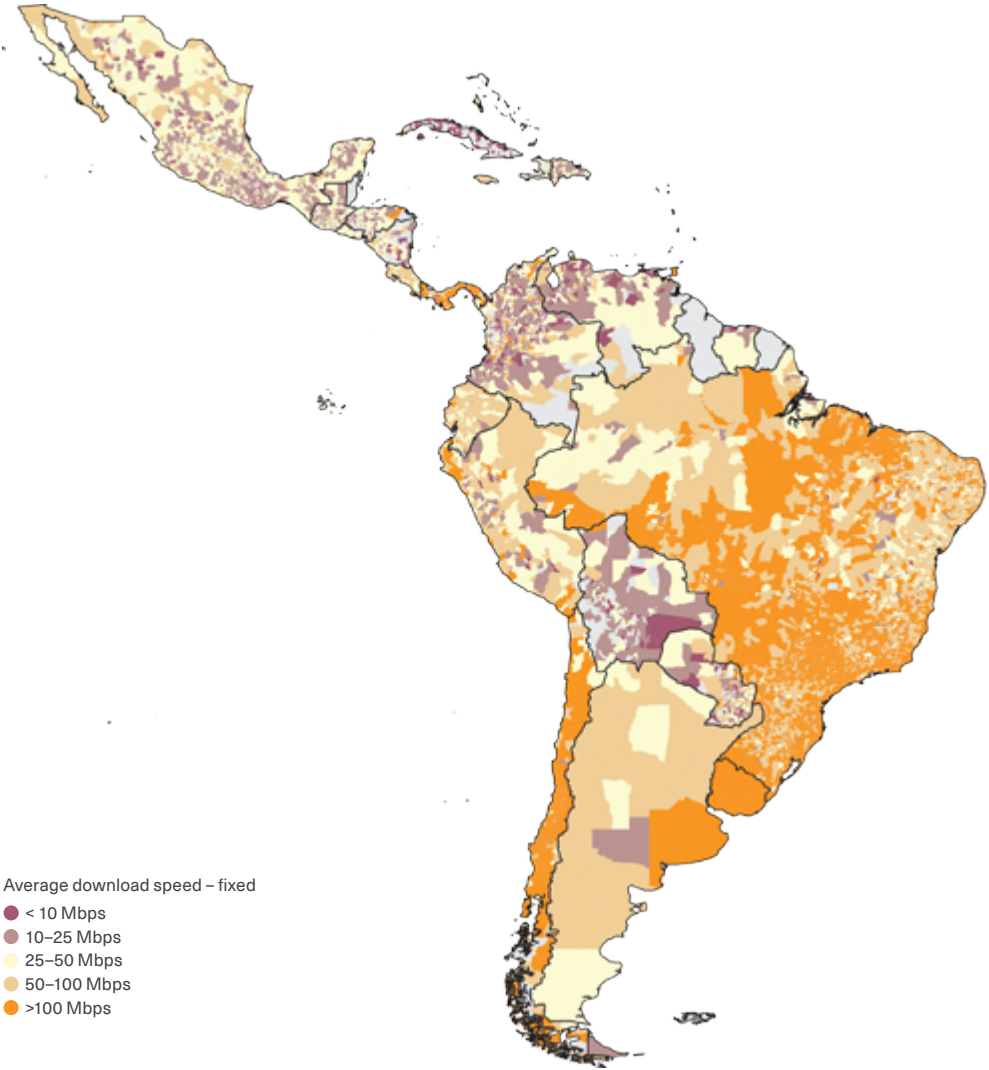 Average download speed – fixed
< 10 Mbps
10–25 Mbps
25–50 Mbps
50–100 Mbps
>100 Mbps